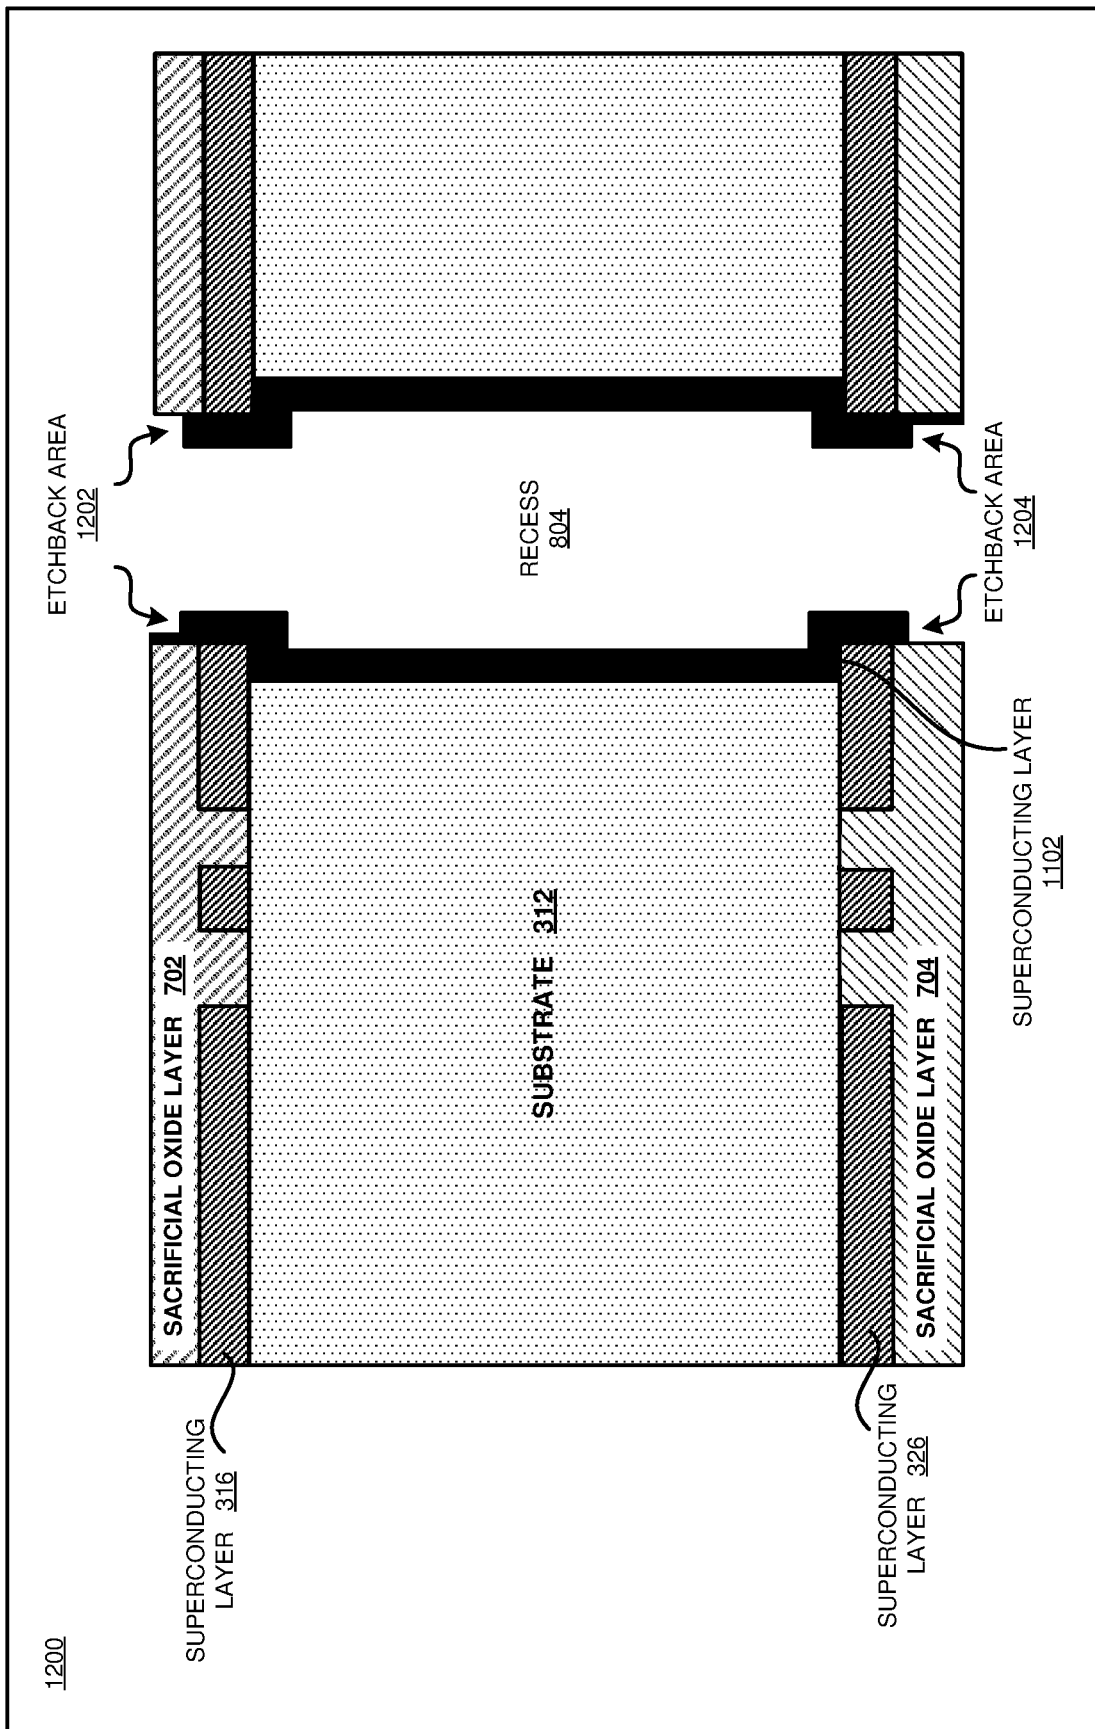 1200
ETCHBACK AREA
1202
SACRIFICIAL OXIDE LAYER 702
SUPERCONDUCTING
LAYER 316
SUBSTRATE 312
RECESS
804
SUPERCONDUCTING
LAYER 326
SACRIFICIAL OXIDE LAYER 704
SUPERCONDUCTING LAYER
1102
ETCHBACK AREA
1204